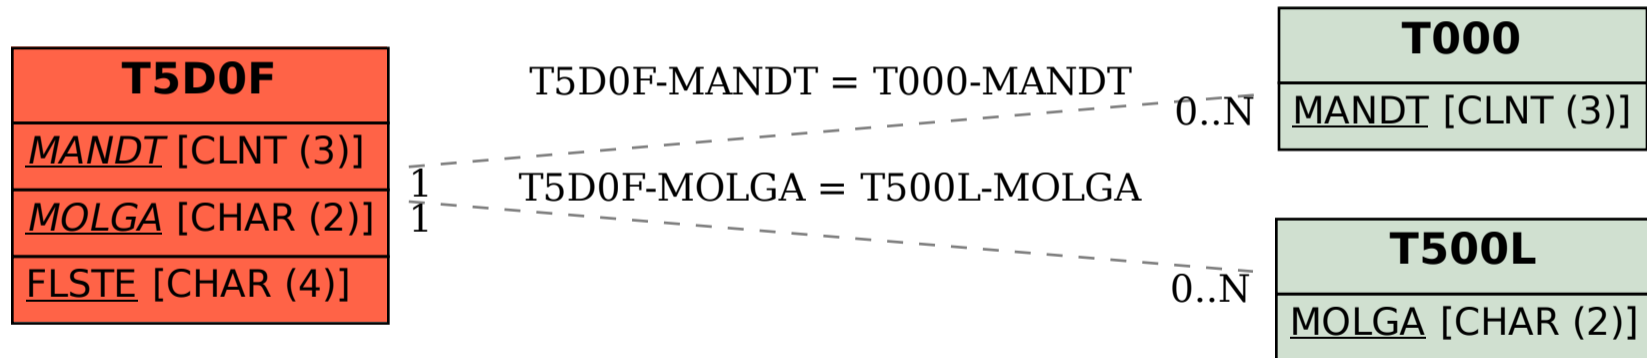 T5D0F
MANDT [CLNT (3)]
MOLGA [CHAR (2)]
FLSTE [CHAR (4)]
T5D0F-MANDT = T000-MANDT
0..N
1
T5D0F-MOLGA = T500L-MOLGA
1
0..N
T000
MANDT [CLNT (3)]
T500L
MOLGA [CHAR (2)]